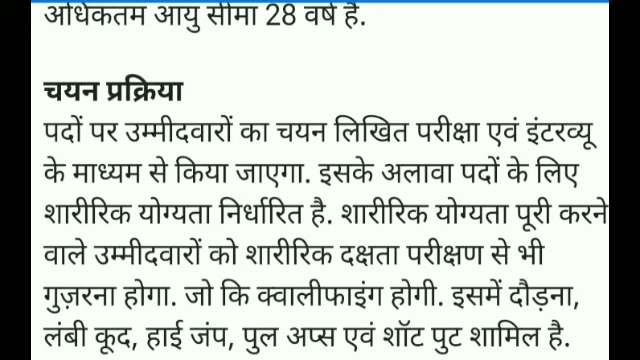 अधिकतम आयु सीमा 28 वर्ष है.
चयन प्रक्रिया
पदों पर उम्मीदवारों का चयन लिखित परीक्षा एवं इंटरव्यू
के माध्यम से किया जाएगा. इसके अलावा पदों के लिए
शारीरिक योग्यता निर्धारित है. शारीरिक योग्यता पूरी करने
वाले उम्मीदवारों को शारीरिक दक्षता परीक्षण से भी
गुज़रना होगा. जो कि क्वालीफाइंग होगी. इसमें दौड़ना,
लंबी कूद, हाई जंप, पुल अप्स एवं शॉट पुट शामिल है.